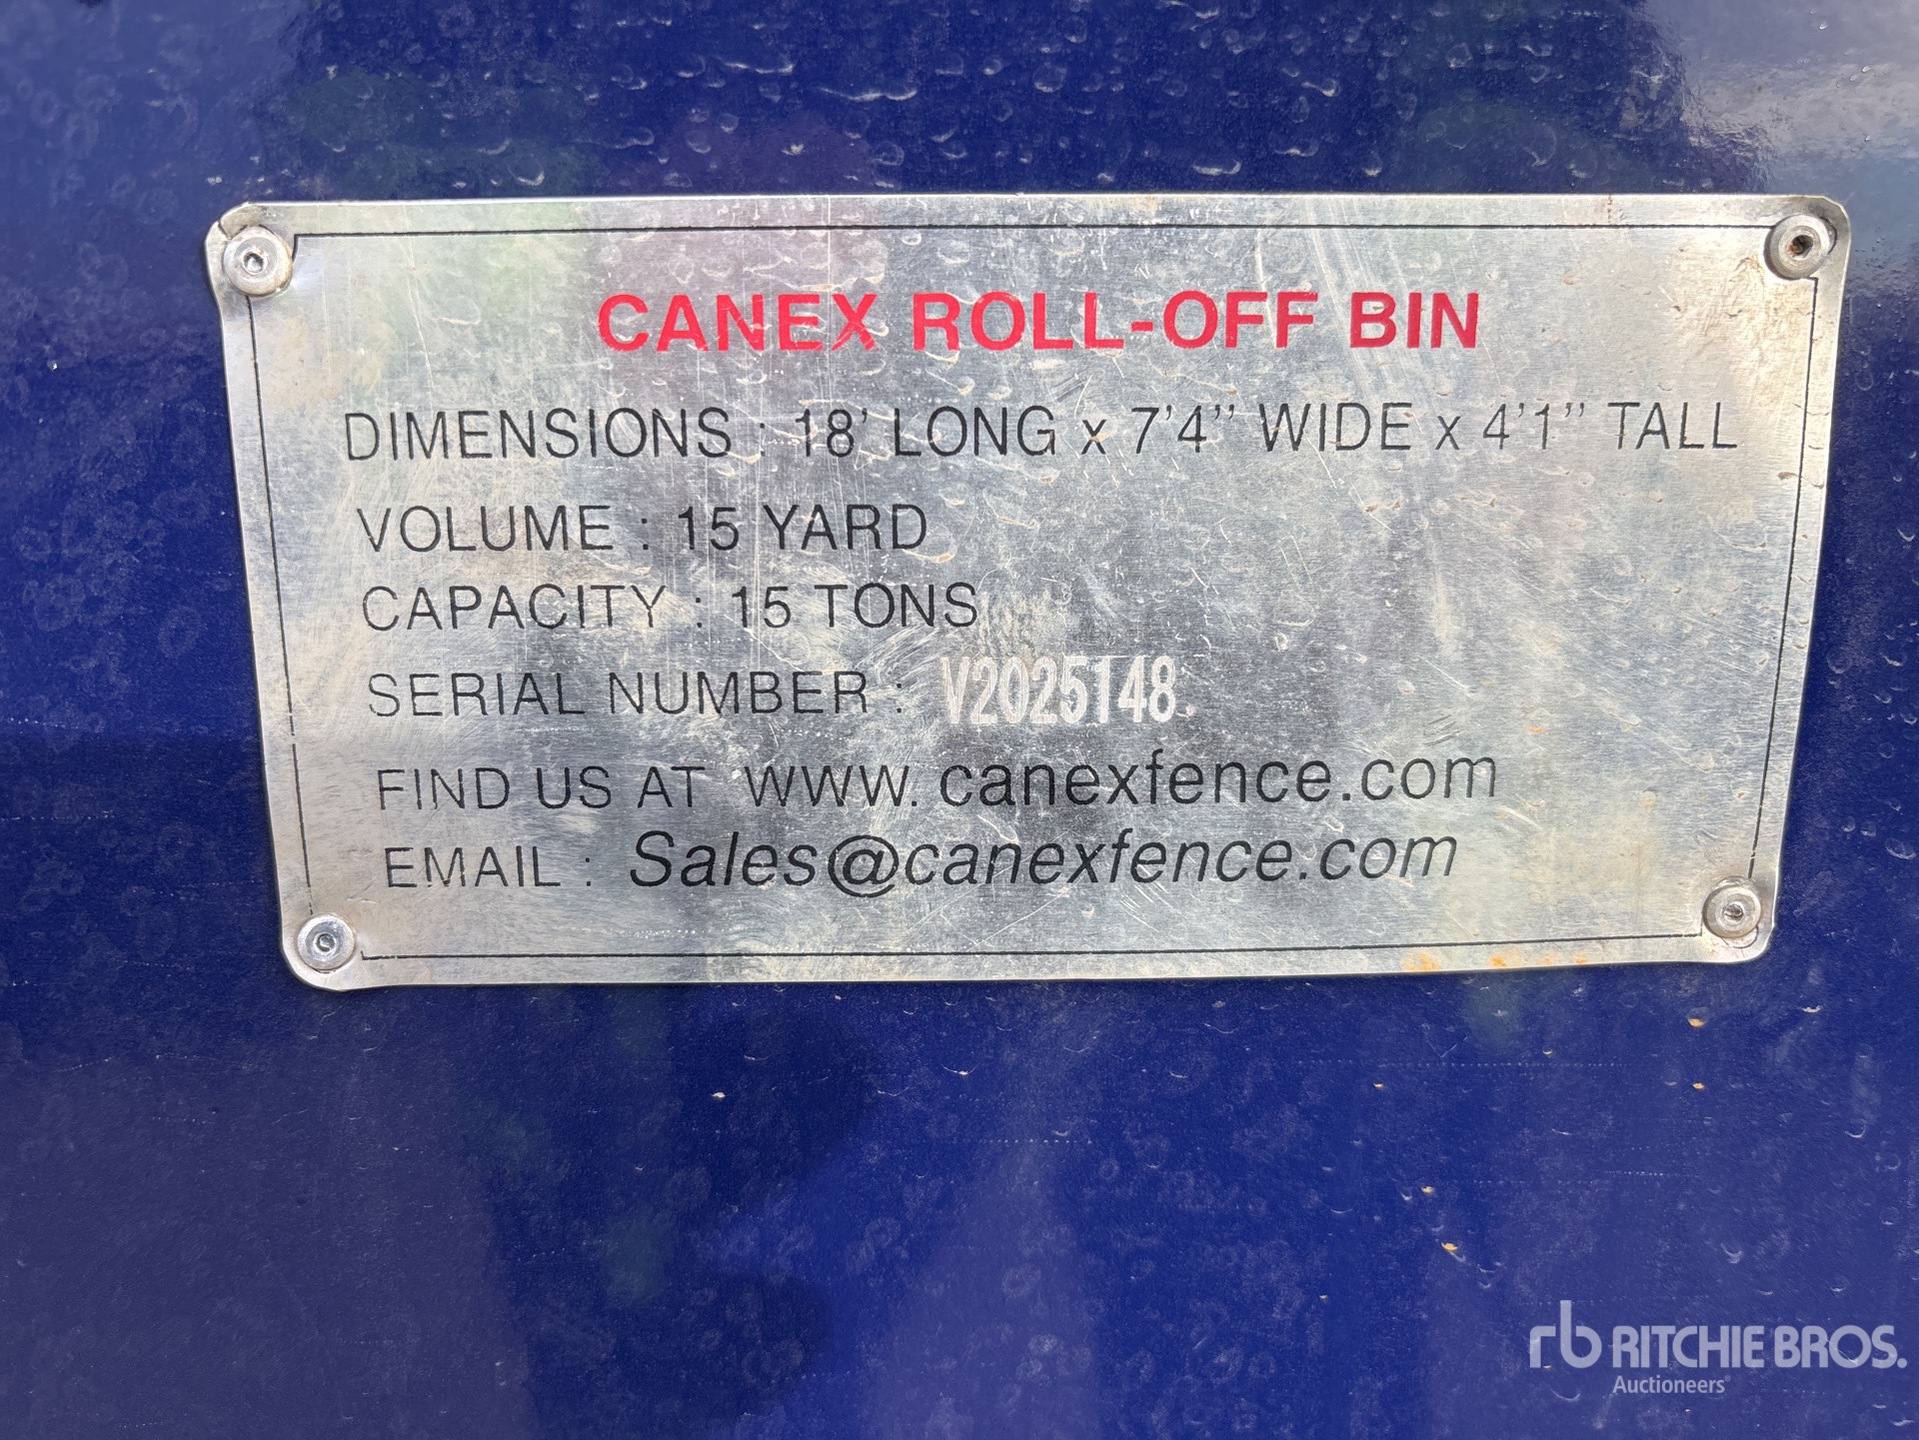 CANEX ROLL-OFF BIN
DIMENSIONS : 18' LONG x 7'4" WIDE x 4'1" TALL
VOLUME : 15 YARD
CAPACITY : 15 TONS
SERIAL NUMBER : V2025148
FIND US AT www. canexfence.com
EMAIL : Sales@canexfence.com
rb RITCHIE BROS.
Auctioneers